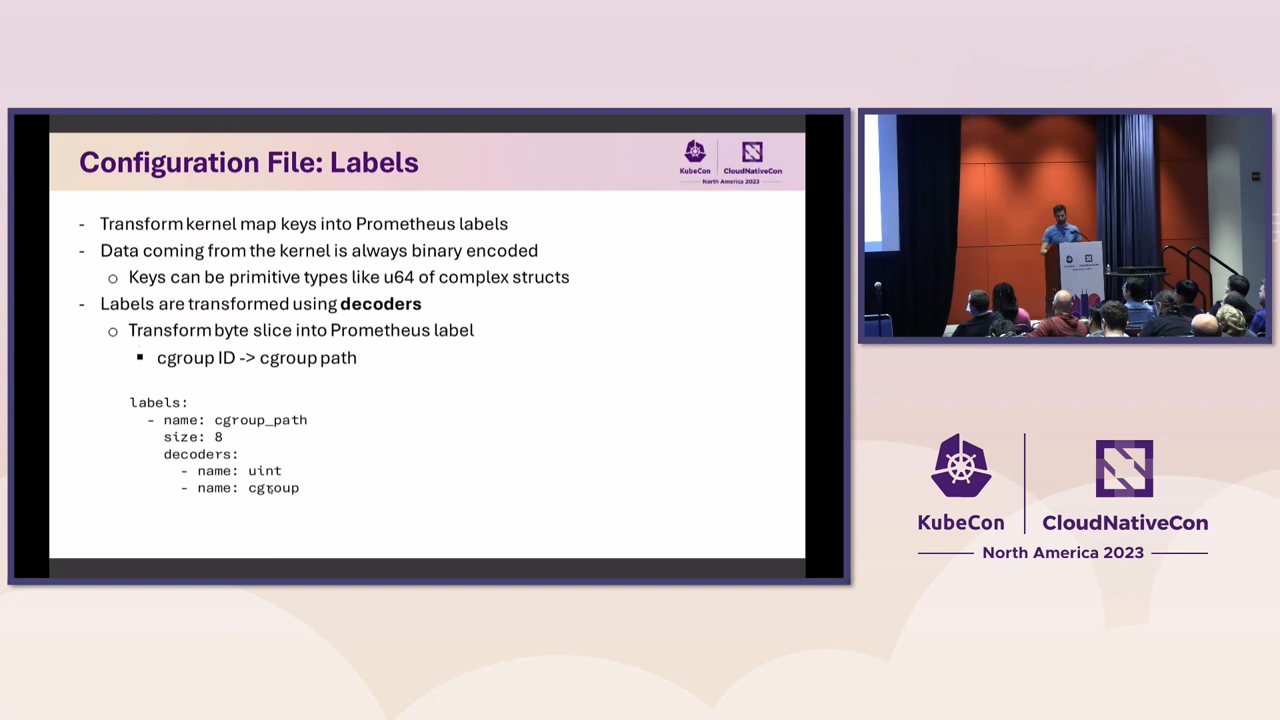 Configuration File: Labels
KubeCon
CloudNativeCon
North America 2023
- Transform kernel map keys into Prometheus labels
- Data coming from the kernel is always binary encoded
o Keys can be primitive types like u64 of complex structs
- Labels are transformed using decoders
o Transform byte slice into Prometheus label
▪ cgroup ID -> cgroup path
labels:
- name: cgroup_path
size: 8
decoders:
- name: uint
- name: cgroup
KubeCon
CloudNativeCon
North America 2023